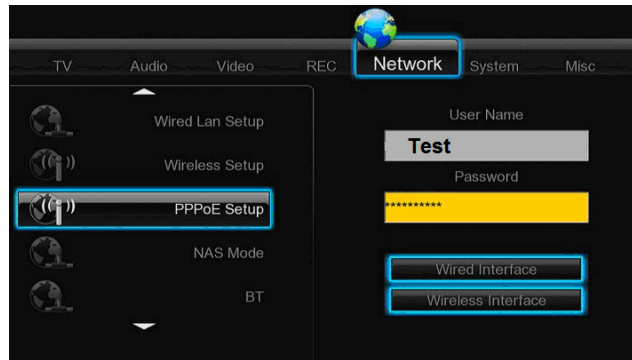 TV Audio Video REC Network System Misc
Wired Lan Setup
Wireless Setup
PPPoE Setup
NAS Mode
BT
User Name
Test
Password
**********
Wired Interface
Wireless Interface